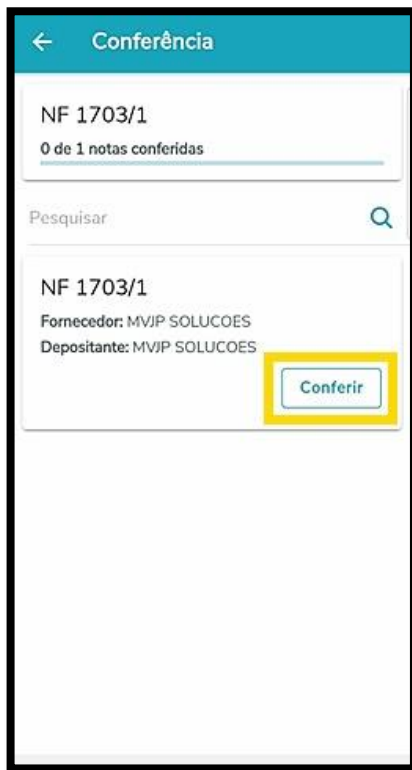 Conferência
NF 1703/1
0 de 1 notas conferidas
Pesquisar
NF 1703/1
Fornecedor: MVJP SOLUCOES
Depositante: MVJP SOLUCOES
Conferir